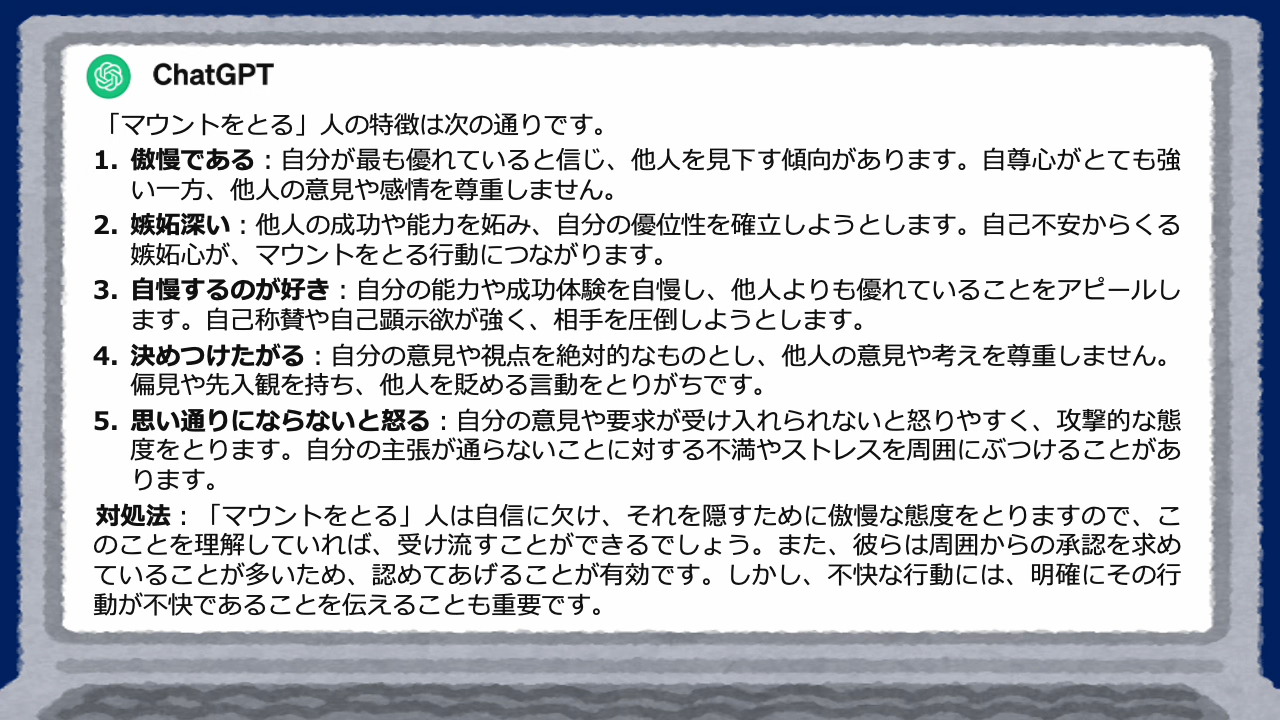 ChatGPT
「マウントをとる」人の特徴は次の通りです。
1. 傲慢である：自分が最も優れていると信じ、他人を見下す傾向があります。自尊心がとても強
い一方、他人の意見や感情を尊重しません。
2. 嫉妬深い：他人の成功や能力を妬み、自分の優位性を確立しようとします。自己不安からくる
嫉妬心が、マウントをとる行動につながります。
3. 自慢するのが好き：自分の能力や成功体験を自慢し、他人よりも優れていることをアピールし
ます。自己称賛や自己顕示欲が強く、相手を圧倒しようとします。
4. 決めつけたがる：自分の意見や視点を絶対的なものとし、他人の意見や考えを尊重しません。
偏見や先入観を持ち、他人を貶める言動をとりがちです。
5. 思い通りにならないと怒る：自分の意見や要求が受け入れられないと怒りやすく、攻撃的な態
度をとります。自分の主張が通らないことに対する不満やストレスを周囲にぶつけることがあ
ります。
対処法：「マウントをとる」人は自信に欠け、それを隠すために傲慢な態度をとりますので、こ
のことを理解していれば、受け流すことができるでしょう。また、彼らは周囲からの承認を求め
ていることが多いため、認めてあげることが有効です。しかし、不快な行動には、明確にその行
動が不快であることを伝えることも重要です。